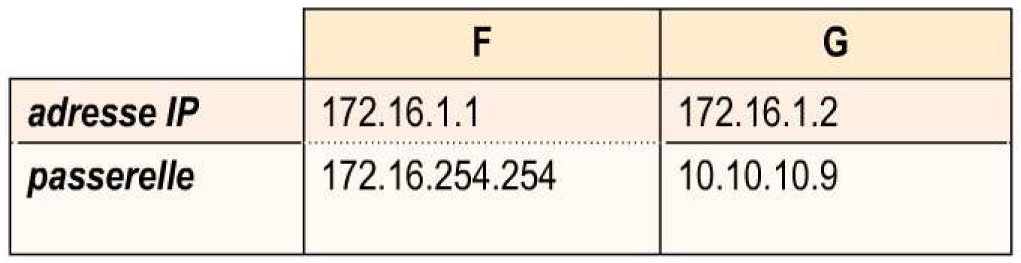 F G
adresse IP 172.16.1.1 172.16.1.2
passerelle 172.16.254.254 10.10.10.9